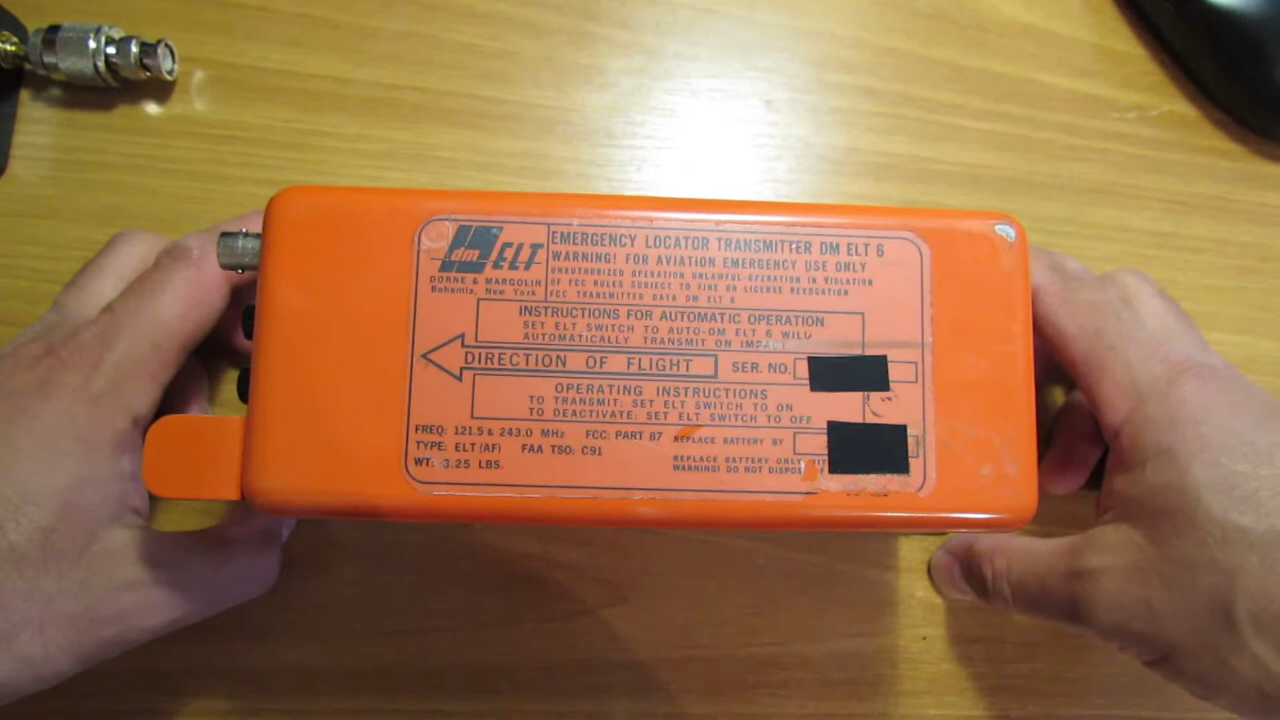 dm ELT
DORNE & MARGOLIN
Bohemia, New York
EMERGENCY LOCATOR TRANSMITTER DM ELT 6
WARNING! FOR AVIATION EMERGENCY USE ONLY
UNAUTHORIZED OPERATION UNLAWFUL-OPERATION IN VIOLATION
OF FCC RULES SUBJECT TO FINE OR LICENSE REVOCATION
FCC TRANSMITTER DATA DM ELT 6
INSTRUCTIONS FOR AUTOMATIC OPERATION
SET ELT SWITCH TO AUTO-DM ELT 6 WILL
AUTOMATICALLY TRANSMIT ON IMPACT
DIRECTION OF FLIGHT
SER. NO.
OPERATING INSTRUCTIONS
TO TRANSMIT: SET ELT SWITCH TO ON
TO DEACTIVATE: SET ELT SWITCH TO OFF
FREQ: 121.5 & 243.0 MHz FCC: PART 87
TYPE: ELT (AF) FAA TSO: C91
WT: 3.25 LBS.
REPLACE BATTERY BY
REPLACE BATTERY ONLY
WARNING! DO NOT